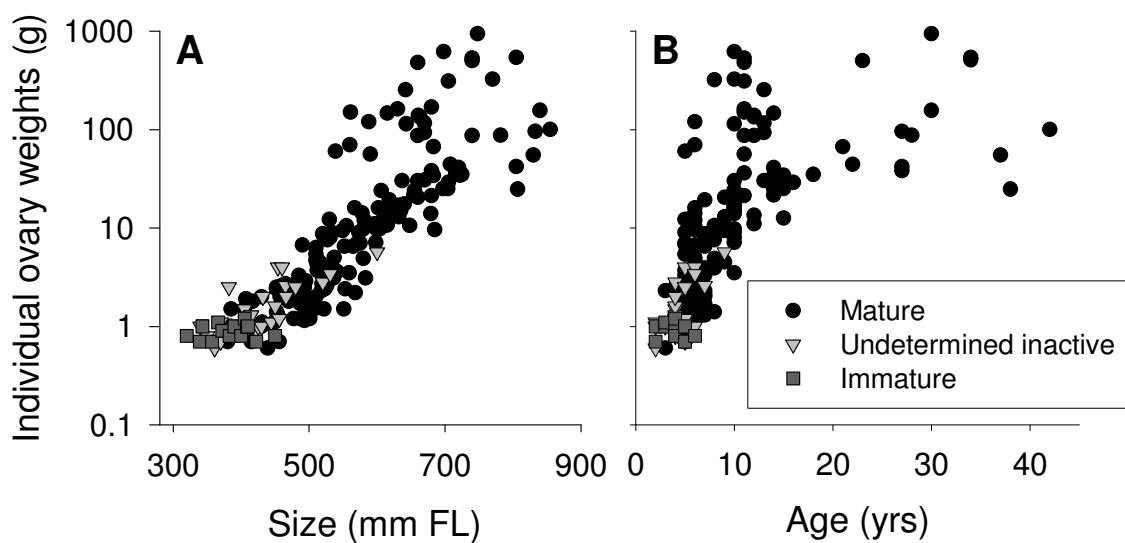 Individual ovary weights (g)
1000
100
10
1
0.1
A
300
500
700
900
Size (mm FL)
B
Mature
Undetermined inactive
Immature
0
10
20
30
40
Age (yrs)